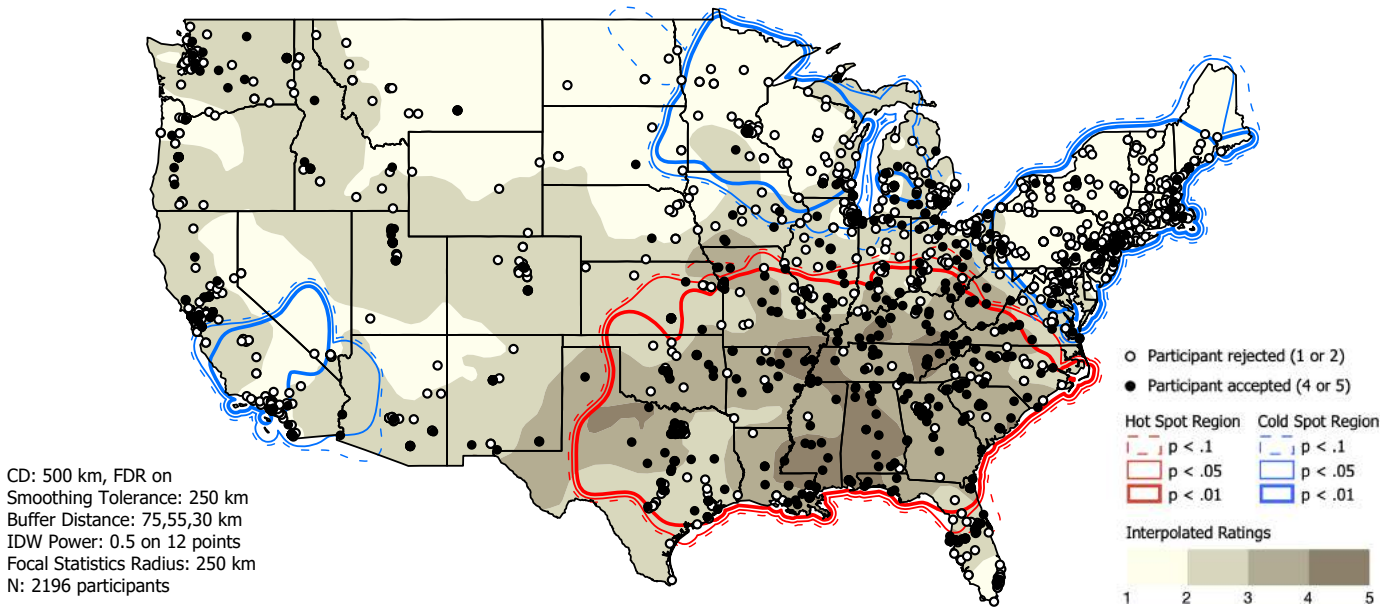 CD: 500 km, FDR on
Smoothing Tolerance: 250 km
Buffer Distance: 75,55,30 km
IDW Power: 0.5 on 12 points
Focal Statistics Radius: 250 km
N: 2196 participants
Participant rejected (1 or 2)
Participant accepted (4 or 5)
Hot Spot Region Cold Spot Region
p < .1 p < .1
p < .05 p < .05
p < .01 p < .01
Interpolated Ratings
1 2 3 4 5